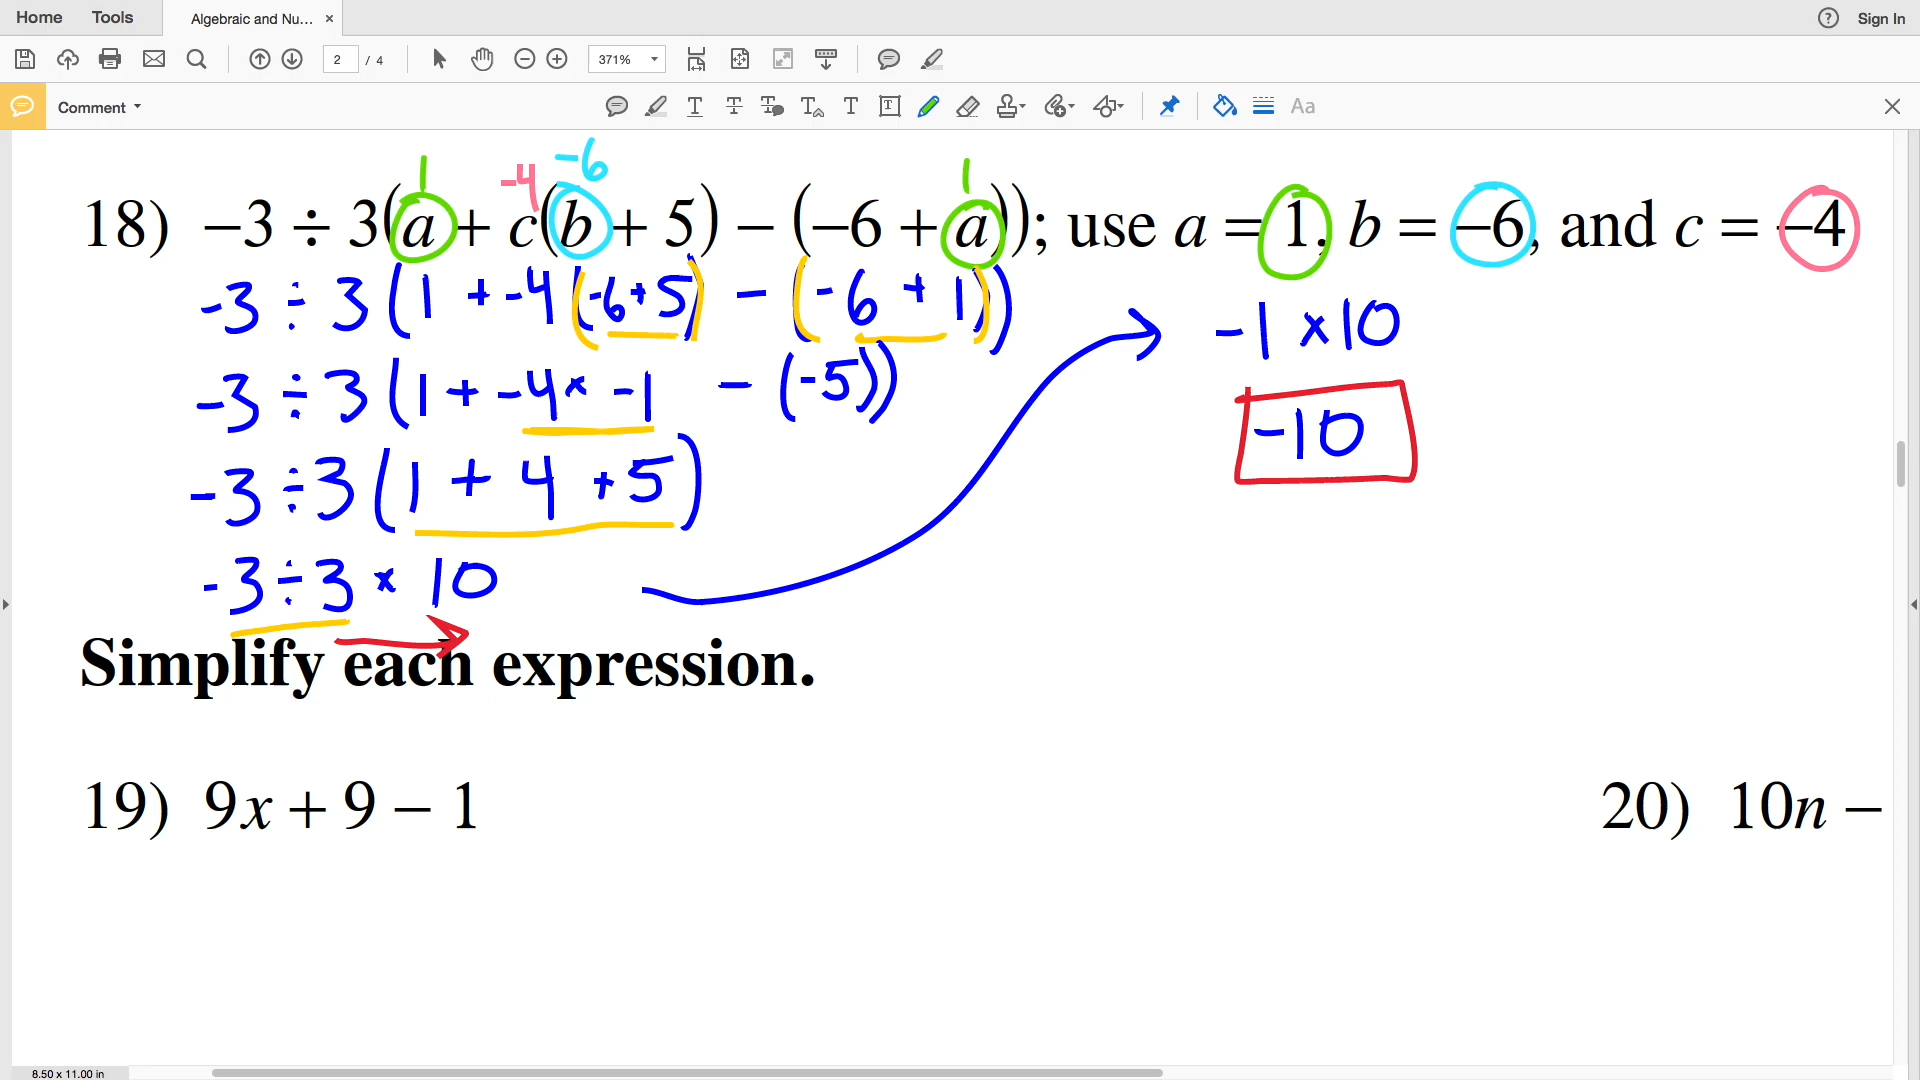 Home Tools Algebraic and Nu... × ? Sign In
2 / 4 371%
Comment Aa
1 -4 -6 1
18) −3 ÷ 3(a + c(b + 5) − (−6 + a)); use a = 1, b = −6, and c = −4
-3 ÷ 3 (1 + -4 (-6+5) - (-6 + 1))
-3 ÷ 3 (1 + -4 × -1 - (-5))
-3 ÷ 3 (1 + 4 + 5)
-3 ÷ 3 × 10
-1 × 10
-10
Simplify each expression.
19) 9x + 9 − 1
20) 10n −
8.50 x 11.00 in